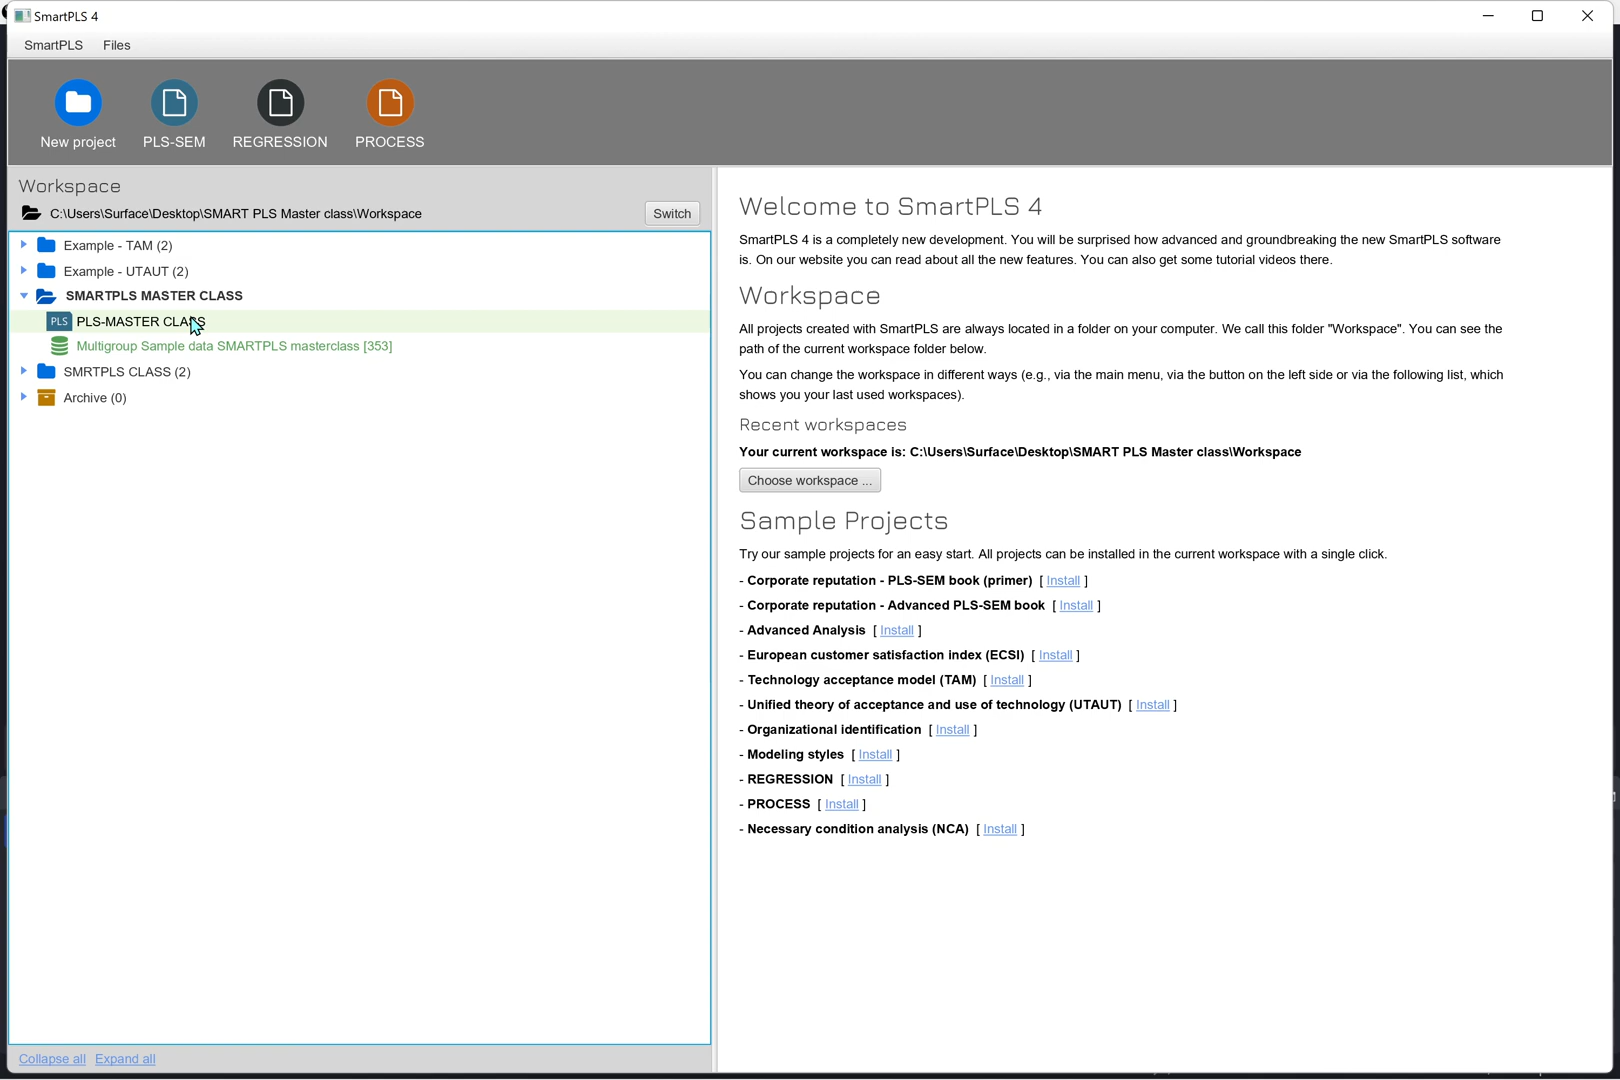 SmartPLS 4
SmartPLS Files
New project PLS-SEM REGRESSION PROCESS
Workspace
C:\Users\Surface\Desktop\SMART PLS Master class\Workspace Switch
Example - TAM (2)
Example - UTAUT (2)
SMARTPLS MASTER CLASS
PLS PLS-MASTER CLASS
Multigroup Sample data SMARTPLS masterclass [353]
SMRTPLS CLASS (2)
Archive (0)
Collapse all Expand all
Welcome to SmartPLS 4
SmartPLS 4 is a completely new development. You will be surprised how advanced and groundbreaking the new SmartPLS software
is. On our website you can read about all the new features. You can also get some tutorial videos there.
Workspace
All projects created with SmartPLS are always located in a folder on your computer. We call this folder "Workspace". You can see the
path of the current workspace folder below.
You can change the workspace in different ways (e.g., via the main menu, via the button on the left side or via the following list, which
shows you your last used workspaces).
Recent workspaces
Your current workspace is: C:\Users\Surface\Desktop\SMART PLS Master class\Workspace
Choose workspace ...
Sample Projects
Try our sample projects for an easy start. All projects can be installed in the current workspace with a single click.
- Corporate reputation - PLS-SEM book (primer) [ Install ]
- Corporate reputation - Advanced PLS-SEM book [ Install ]
- Advanced Analysis [ Install ]
- European customer satisfaction index (ECSI) [ Install ]
- Technology acceptance model (TAM) [ Install ]
- Unified theory of acceptance and use of technology (UTAUT) [ Install ]
- Organizational identification [ Install ]
- Modeling styles [ Install ]
- REGRESSION [ Install ]
- PROCESS [ Install ]
- Necessary condition analysis (NCA) [ Install ]